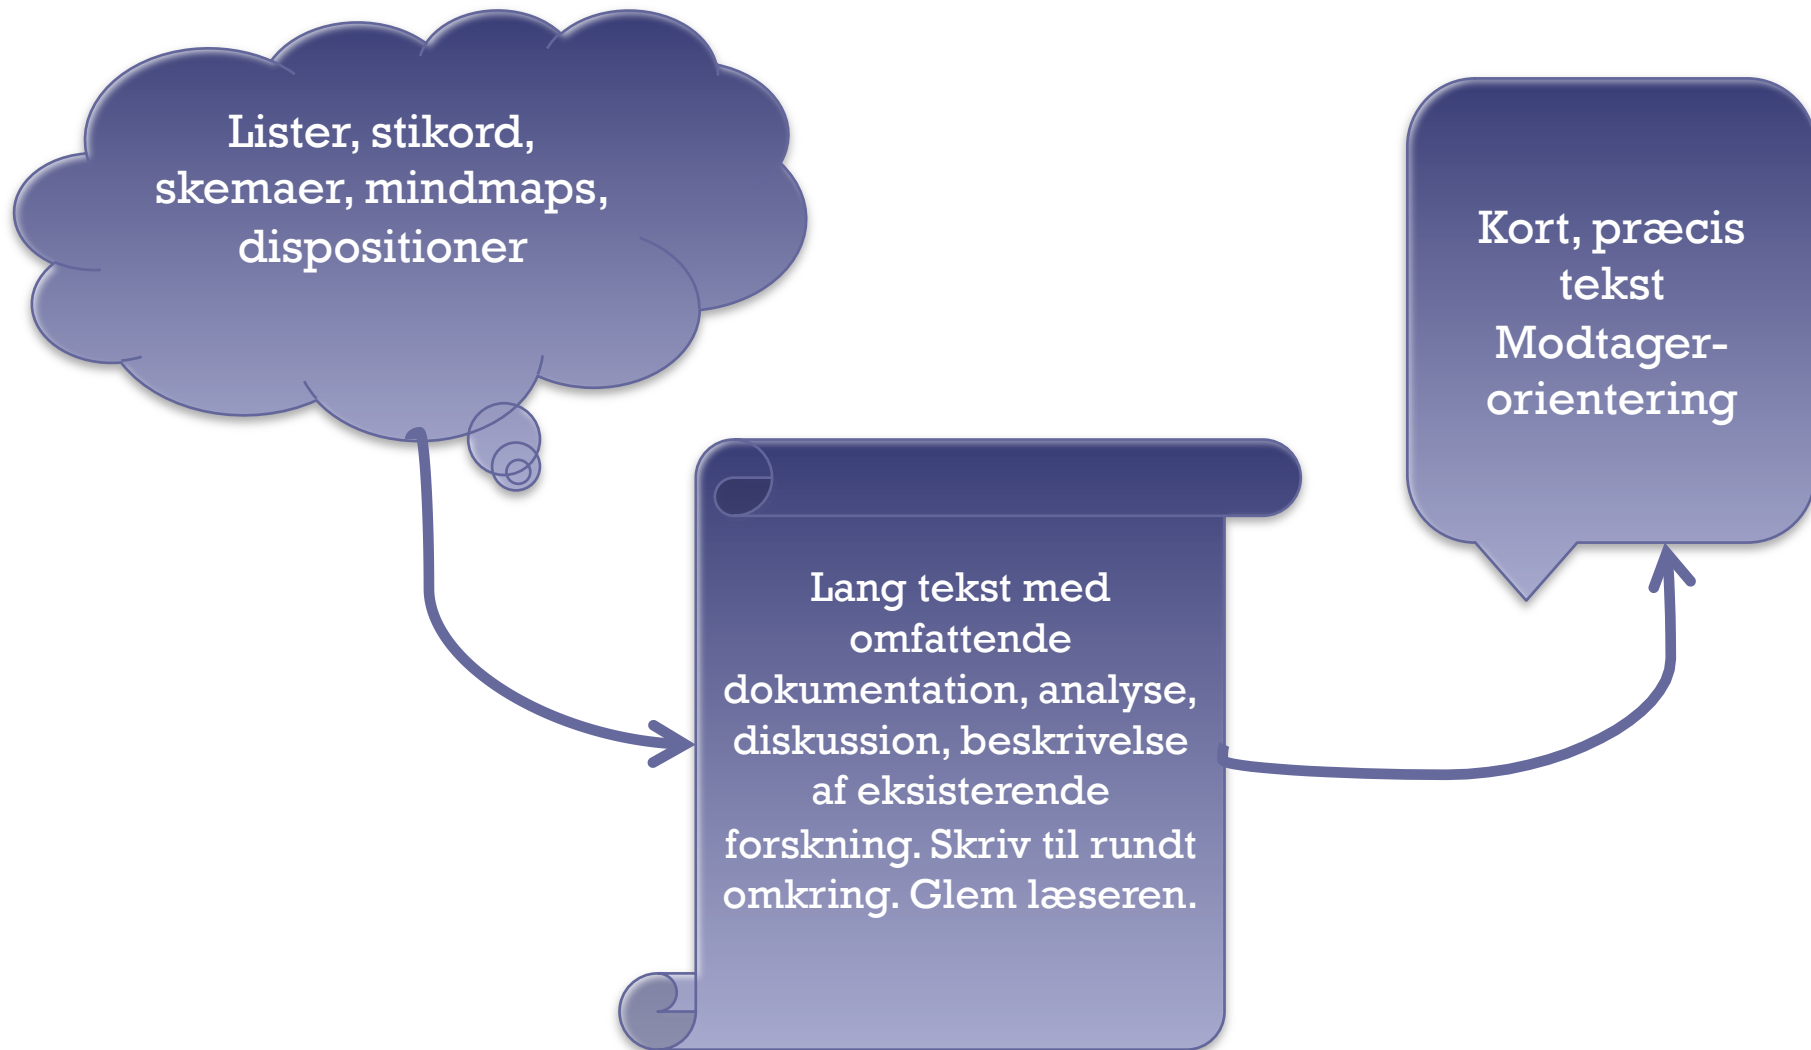 Lister, stikord,
skemaer, mindmaps,
dispositioner
Lang tekst med
omfattende
dokumentation, analyse,
diskussion, beskrivelse
af eksisterende
forskning. Skriv til rundt
omkring. Glem læseren.
Kort, præcis
tekst
Modtager-
orientering